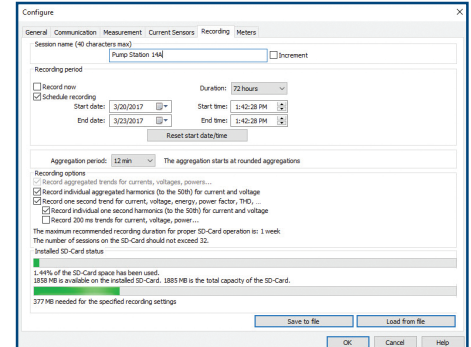 Configure
General Communication Measurement Current Sensors Recording Meters
Session name (40 characters max)
Pump Station 14A
Increment
Recording period
Record now
Duration: 72 hours
Schedule recording
Start date: 3/20/2017 Start time: 1:42:28 PM
End date: 3/23/2017 End time: 1:42:28 PM
Reset start date/time
Aggregation period: 12 min The aggregation starts at rounded aggregations
Recording options
Record aggregated trends for currents, voltages, powers...
Record individual aggregated harmonics (to the 50th) for current and voltage
Record one second trend for current, voltage, energy, power factor, THD, ...
Record individual one second harmonics (to the 50th) for current and voltage
Record 200 ms trends for current, voltage, power...
The maximum recommended recording duration for proper SD-Card operation is: 1 week
The number of sessions on the SD-Card should not exceed 32.
Installed SD-Card status
1.44% of the SD-Card space has been used.
1858 MB is available on the installed SD-Card. 1885 MB is the total capacity of the SD-Card.
377 MB needed for the specified recording settings
Save to file Load from file
OK Cancel Help